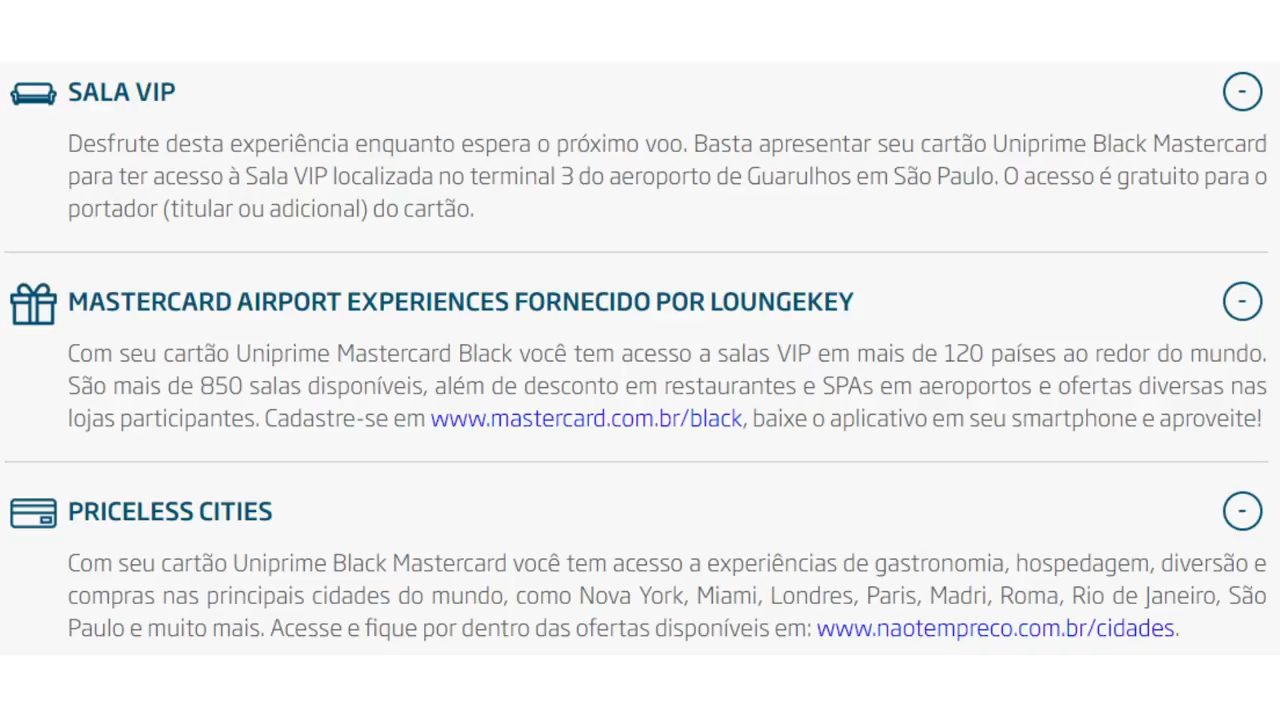 SALA VIP
-
Desfrute desta experiência enquanto espera o próximo voo. Basta apresentar seu cartão Uniprime Black Mastercard
para ter acesso à Sala VIP localizada no terminal 3 do aeroporto de Guarulhos em São Paulo. O acesso é gratuito para o
portador (titular ou adicional) do cartão.
MASTERCARD AIRPORT EXPERIENCES FORNECIDO POR LOUNGEKEY
-
Com seu cartão Uniprime Mastercard Black você tem acesso a salas VIP em mais de 120 países ao redor do mundo.
São mais de 850 salas disponíveis, além de desconto em restaurantes e SPAs em aeroportos e ofertas diversas nas
lojas participantes. Cadastre-se em www.mastercard.com.br/black, baixe o aplicativo em seu smartphone e aproveite!
PRICELESS CITIES
-
Com seu cartão Uniprime Black Mastercard você tem acesso a experiências de gastronomia, hospedagem, diversão e
compras nas principais cidades do mundo, como Nova York, Miami, Londres, Paris, Madri, Roma, Rio de Janeiro, São
Paulo e muito mais. Acesse e fique por dentro das ofertas disponíveis em: www.naotempreco.com.br/cidades.